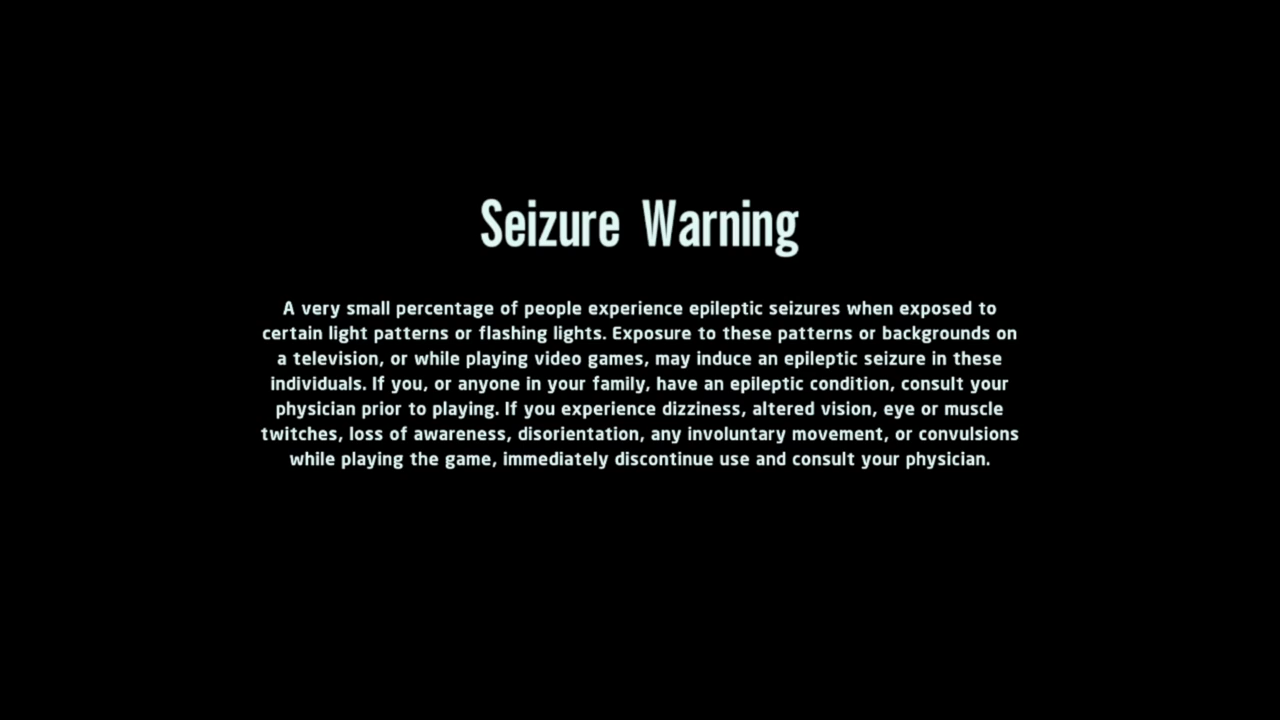 Seizure Warning
A very small percentage of people experience epileptic seizures when exposed to
certain light patterns or flashing lights. Exposure to these patterns or backgrounds on
a television, or while playing video games, may induce an epileptic seizure in these
individuals. If you, or anyone in your family, have an epileptic condition, consult your
physician prior to playing. If you experience dizziness, altered vision, eye or muscle
twitches, loss of awareness, disorientation, any involuntary movement, or convulsions
while playing the game, immediately discontinue use and consult your physician.